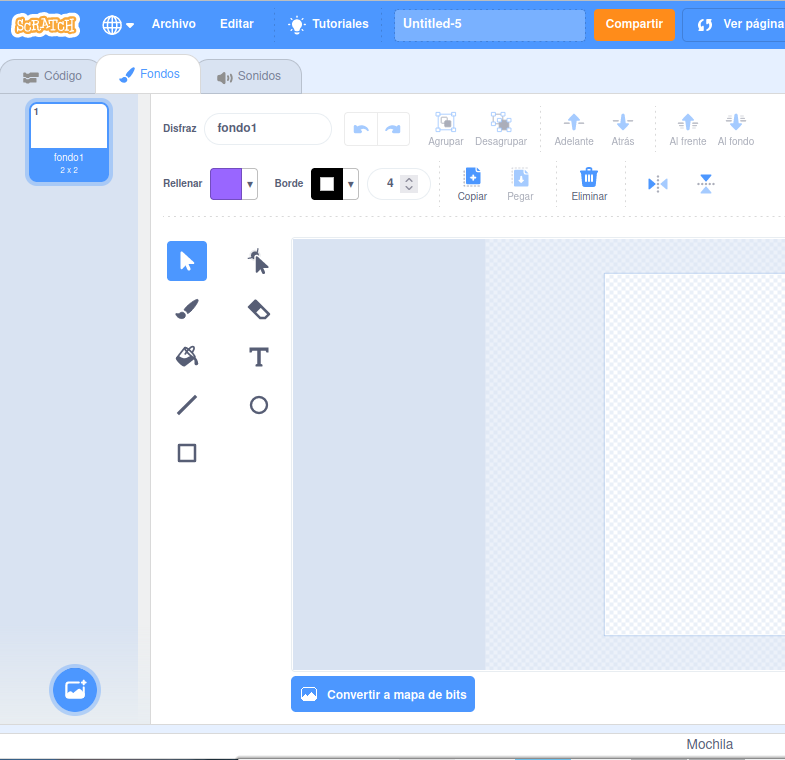 SCRATCH
Archivo
Editar
Tutoriales
Untitled-5
Compartir
Ver página
Código
Fondos
Sonidos
1
fondo1
2 x 2
Disfraz
fondo1
Agrupar
Desagrupar
Adelante
Atrás
Al frente
Al fondo
Rellenar
Borde
4
Copiar
Pegar
Eliminar
T
Convertir a mapa de bits
Mochila